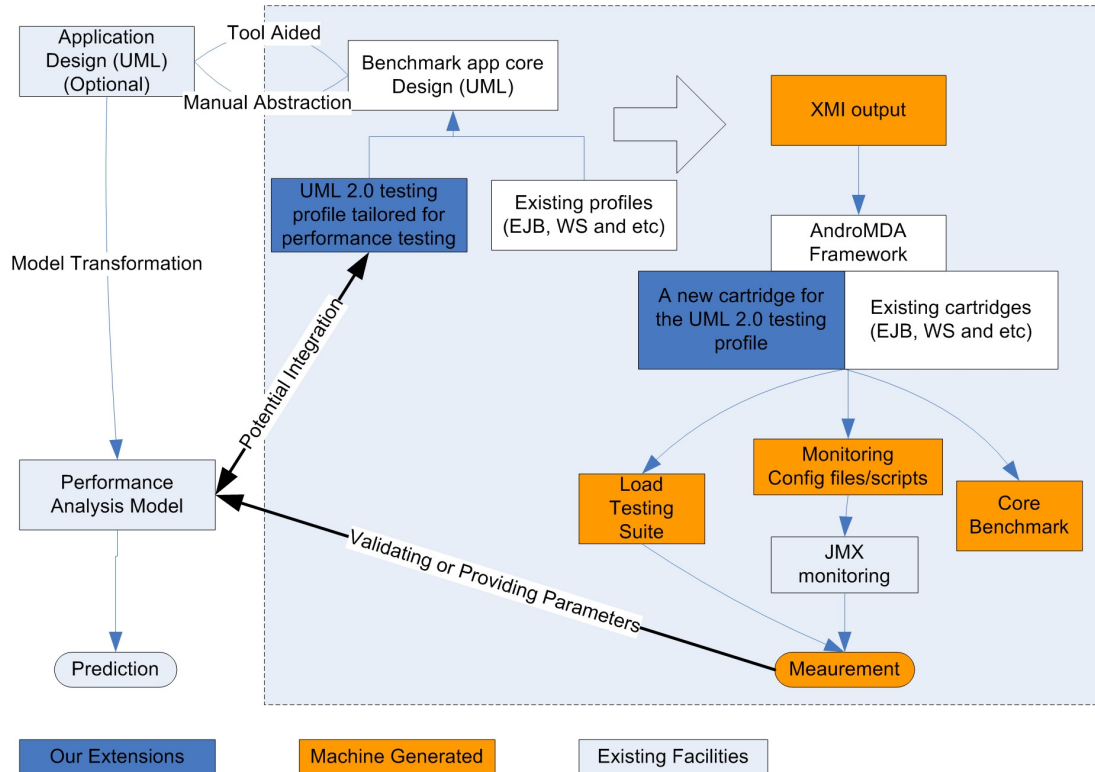 Application
Design (UML)
(Optional)
Tool Aided
Manual Abstraction
Benchmark app core
Design (UML)
XMI output
UML 2.0 testing
profile tailored for
performance testing
Existing profiles
(EJB, WS and etc)
AndroMDA
Framework
Model Transformation
A new cartridge for
the UML 2.0 testing
profile
Existing cartridges
(EJB, WS and etc)
Potential Integration
Performance
Analysis Model
Load
Testing
Suite
Monitoring
Config files/scripts
Core
Benchmark
JMX
monitoring
Validating or Providing Parameters
Prediction
Meaurement
Our Extensions
Machine Generated
Existing Facilities